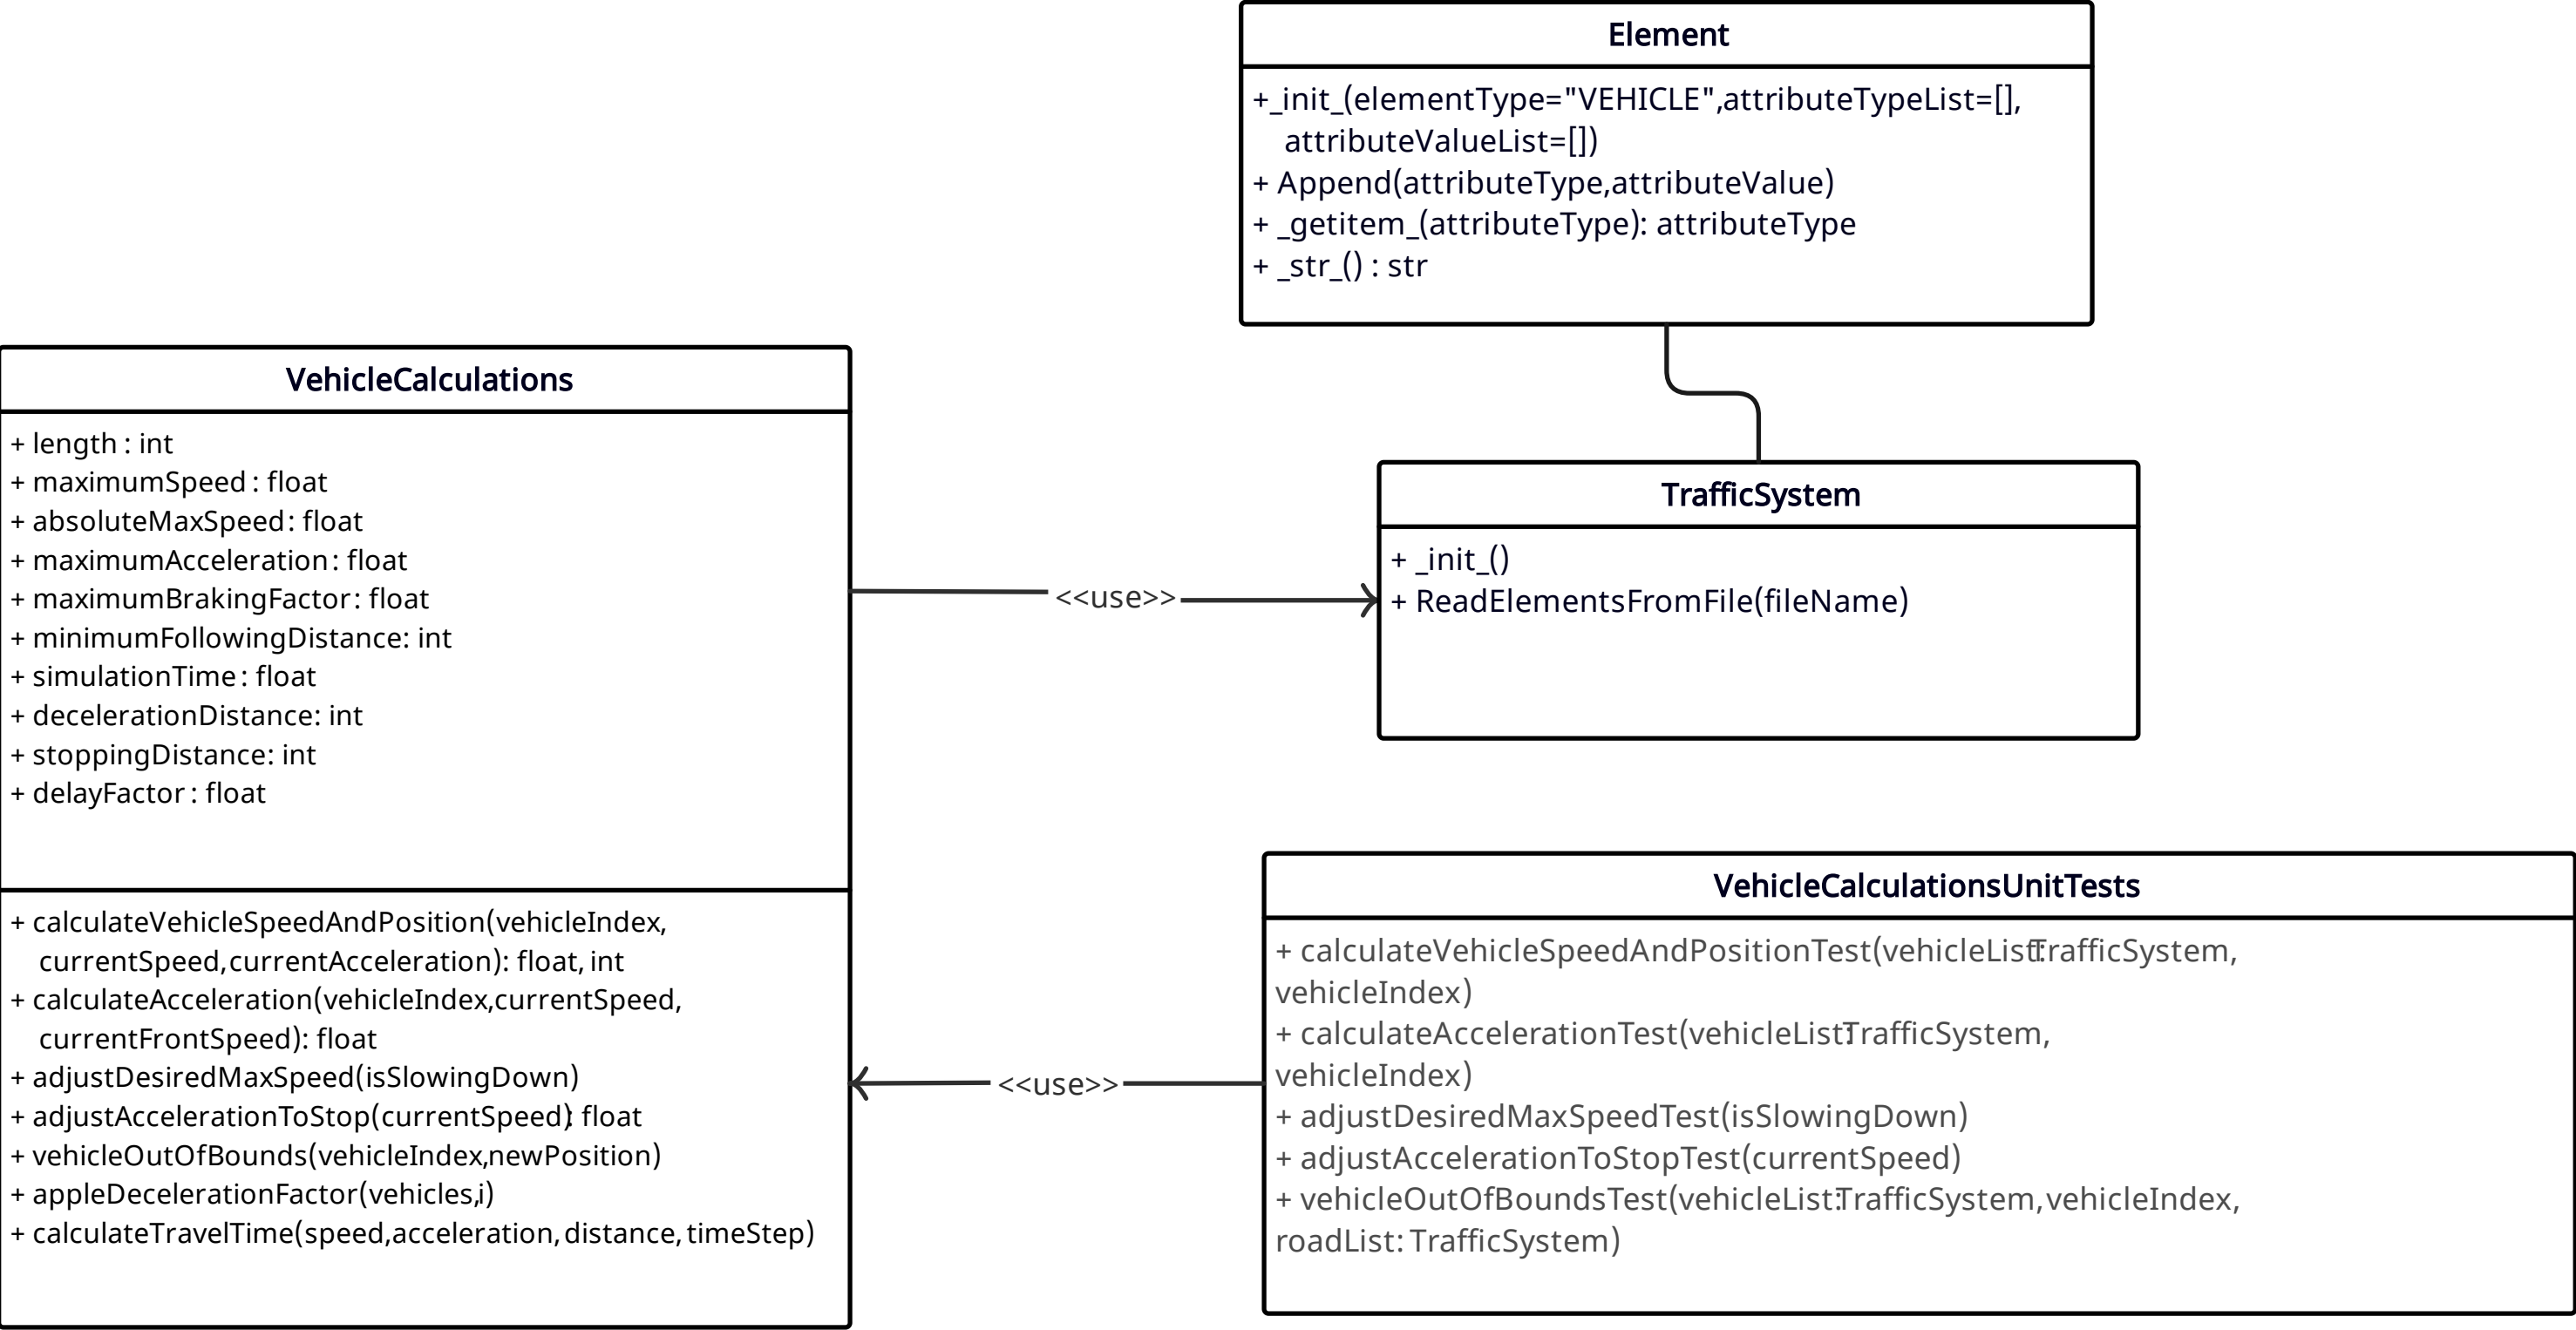 Element
+_init_(elementType="VEHICLE",attributeTypeList=[],
attributeValueList=[])
+ Append(attributeType,attributeValue)
+ _getitem_(attributeType): attributeType
+ _str_() : str
VehicleCalculations
+ length : int
+ maximumSpeed : float
+ absoluteMaxSpeed : float
+ maximumAcceleration : float
+ maximumBrakingFactor : float
+ minimumFollowingDistance: int
+ simulationTime : float
+ decelerationDistance: int
+ stoppingDistance: int
+ delayFactor : float
+ calculateVehicleSpeedAndPosition(vehicleIndex,
currentSpeed,currentAcceleration): float, int
+ calculateAcceleration(vehicleIndex,currentSpeed,
currentFrontSpeed): float
+ adjustDesiredMaxSpeed(isSlowingDown)
+ adjustAccelerationToStop(currentSpeed): float
+ vehicleOutOfBounds(vehicleIndex,newPosition)
+ appleDecelerationFactor(vehicles,i)
+ calculateTravelTime(speed,acceleration, distance, timeStep)
<<use>>
TrafficSystem
+ _init_()
+ ReadElementsFromFile(fileName)
<<use>>
VehicleCalculationsUnitTests
+ calculateVehicleSpeedAndPositionTest(vehicleList:TrafficSystem,
vehicleIndex)
+ calculateAccelerationTest(vehicleList:TrafficSystem,
vehicleIndex)
+ adjustDesiredMaxSpeedTest(isSlowingDown)
+ adjustAccelerationToStopTest(currentSpeed)
+ vehicleOutOfBoundsTest(vehicleList:TrafficSystem, vehicleIndex,
roadList: TrafficSystem)